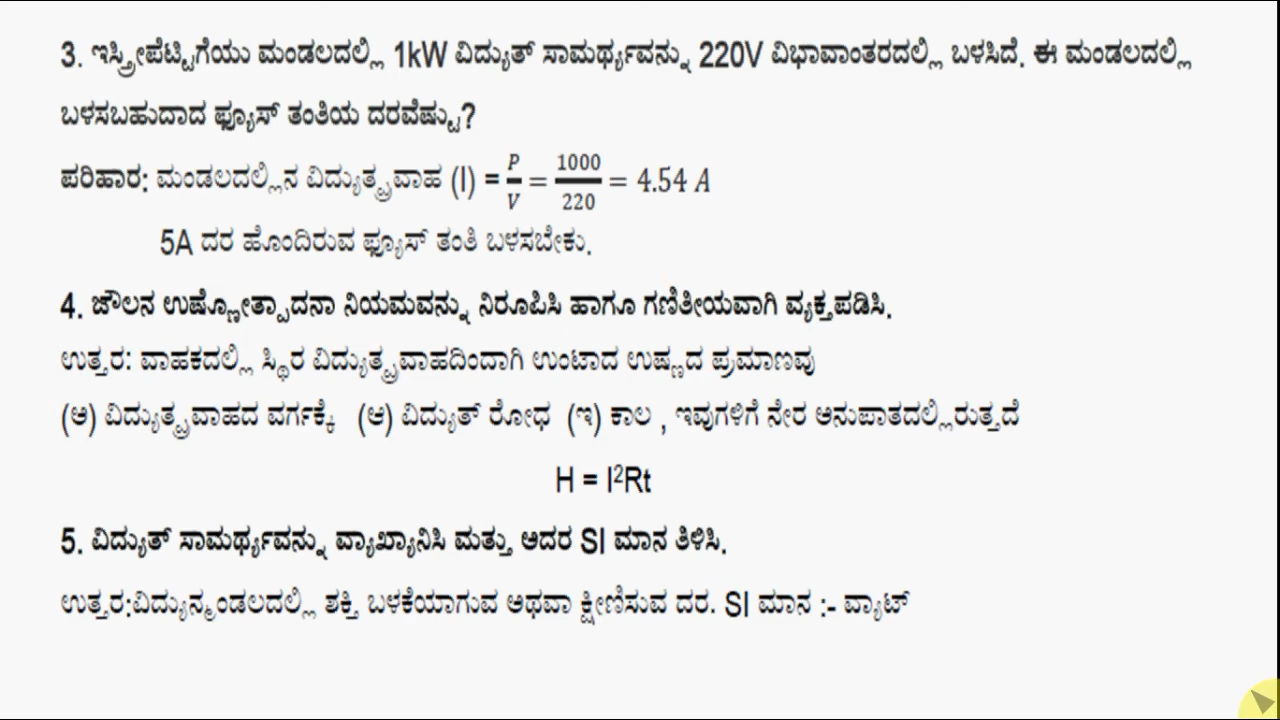 3. ಇಸ್ತ್ರೀಪೆಟ್ಟಿಗೆಯು ಮಂಡಲದಲ್ಲಿ 1kW ವಿದ್ಯುತ್ ಸಾಮರ್ಥ್ಯವನ್ನು 220V ವಿಭಾವಾಂತರದಲ್ಲಿ ಬಳಸಿದೆ. ಈ ಮಂಡಲದಲ್ಲಿ
ಬಳಸಬಹುದಾದ ಫ್ಯೂಸ್ ತಂತಿಯ ದರವೆಷ್ಟು?
ಪರಿಹಾರ: ಮಂಡಲದಲ್ಲಿನ ವಿದ್ಯುತ್ಪ್ರವಾಹ (I) = P/V = 1000/220 = 4.54 A
5A ದರ ಹೊಂದಿರುವ ಫ್ಯೂಸ್ ತಂತಿ ಬಳಸಬೇಕು.
4. ಜೌಲನ ಉಷ್ಣೋತ್ಪಾದನಾ ನಿಯಮವನ್ನು ನಿರೂಪಿಸಿ ಹಾಗೂ ಗಣಿತೀಯವಾಗಿ ವ್ಯಕ್ತಪಡಿಸಿ.
ಉತ್ತರ: ವಾಹಕದಲ್ಲಿ ಸ್ಥಿರ ವಿದ್ಯುತ್ಪ್ರವಾಹದಿಂದಾಗಿ ಉಂಟಾದ ಉಷ್ಣದ ಪ್ರಮಾಣವು
(ಅ) ವಿದ್ಯುತ್ಪ್ರವಾಹದ ವರ್ಗಕ್ಕೆ (ಆ) ವಿದ್ಯುತ್ ರೋಧ (ಇ) ಕಾಲ , ಇವುಗಳಿಗೆ ನೇರ ಅನುಪಾತದಲ್ಲಿರುತ್ತದೆ
H = I²Rt
5. ವಿದ್ಯುತ್ ಸಾಮರ್ಥ್ಯವನ್ನು ವ್ಯಾಖ್ಯಾನಿಸಿ ಮತ್ತು ಅದರ SI ಮಾನ ತಿಳಿಸಿ.
ಉತ್ತರ:ವಿದ್ಯುನ್ಮಂಡಲದಲ್ಲಿ ಶಕ್ತಿ ಬಳಕೆಯಾಗುವ ಅಥವಾ ಕ್ಷೀಣಿಸುವ ದರ. SI ಮಾನ :- ವ್ಯಾಟ್